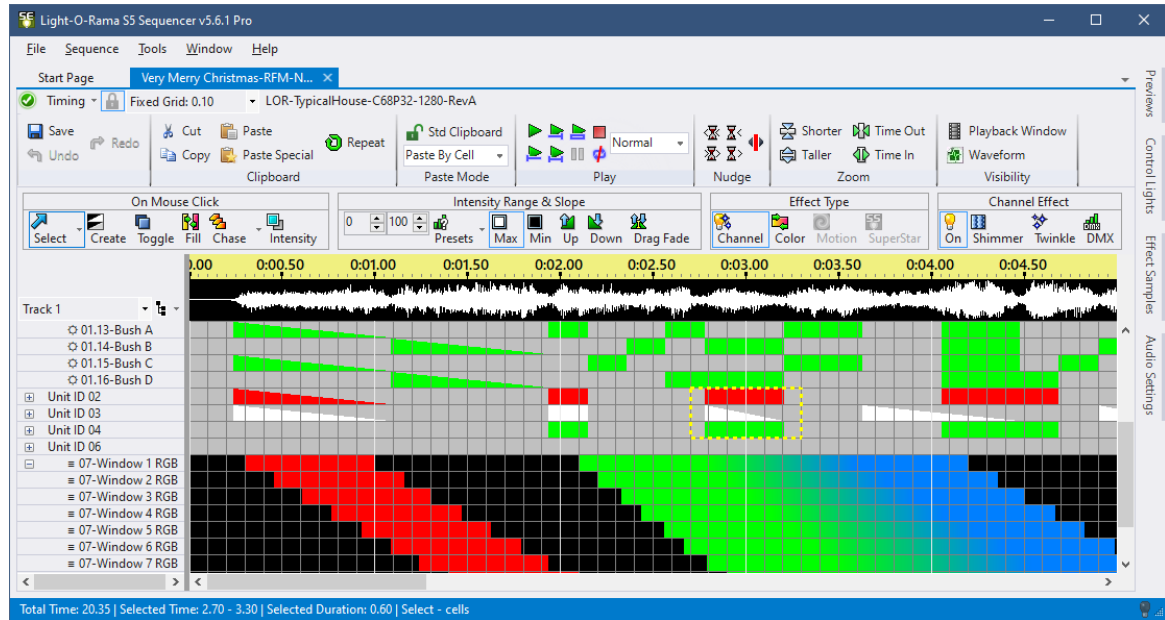 Light-O-Rama S5 Sequencer v5.6.1 Pro
File Sequence Tools Window Help
Start Page Very Merry Christmas-RFM-N...
Timing Fixed Grid: 0.10 LOR-TypicalHouse-C68P32-1280-RevA
Save Redo Cut Paste Repeat Std Clipboard Normal Shorter Time Out Playback Window
Undo Copy Paste Special Paste By Cell Taller Time In Waveform
Clipboard Paste Mode Play Nudge Zoom Visibility
On Mouse Click Intensity Range & Slope Effect Type Channel Effect
0 100
Select Create Toggle Fill Chase Intensity Presets Max Min Up Down Drag Fade Channel Color Motion SuperStar On Shimmer Twinkle DMX
0.00 0:00.50 0:01.00 0:01.50 0:02.00 0:02.50 0:03.00 0:03.50 0:04.00 0:04.50
Track 1
01.13-Bush A
01.14-Bush B
01.15-Bush C
01.16-Bush D
Unit ID 02
Unit ID 03
Unit ID 04
Unit ID 06
07-Window 1 RGB
07-Window 2 RGB
07-Window 3 RGB
07-Window 4 RGB
07-Window 5 RGB
07-Window 6 RGB
07-Window 7 RGB
Previews
Control Lights
Effect Samples
Audio Settings
Total Time: 20.35 | Selected Time: 2.70 - 3.30 | Selected Duration: 0.60 | Select - cells